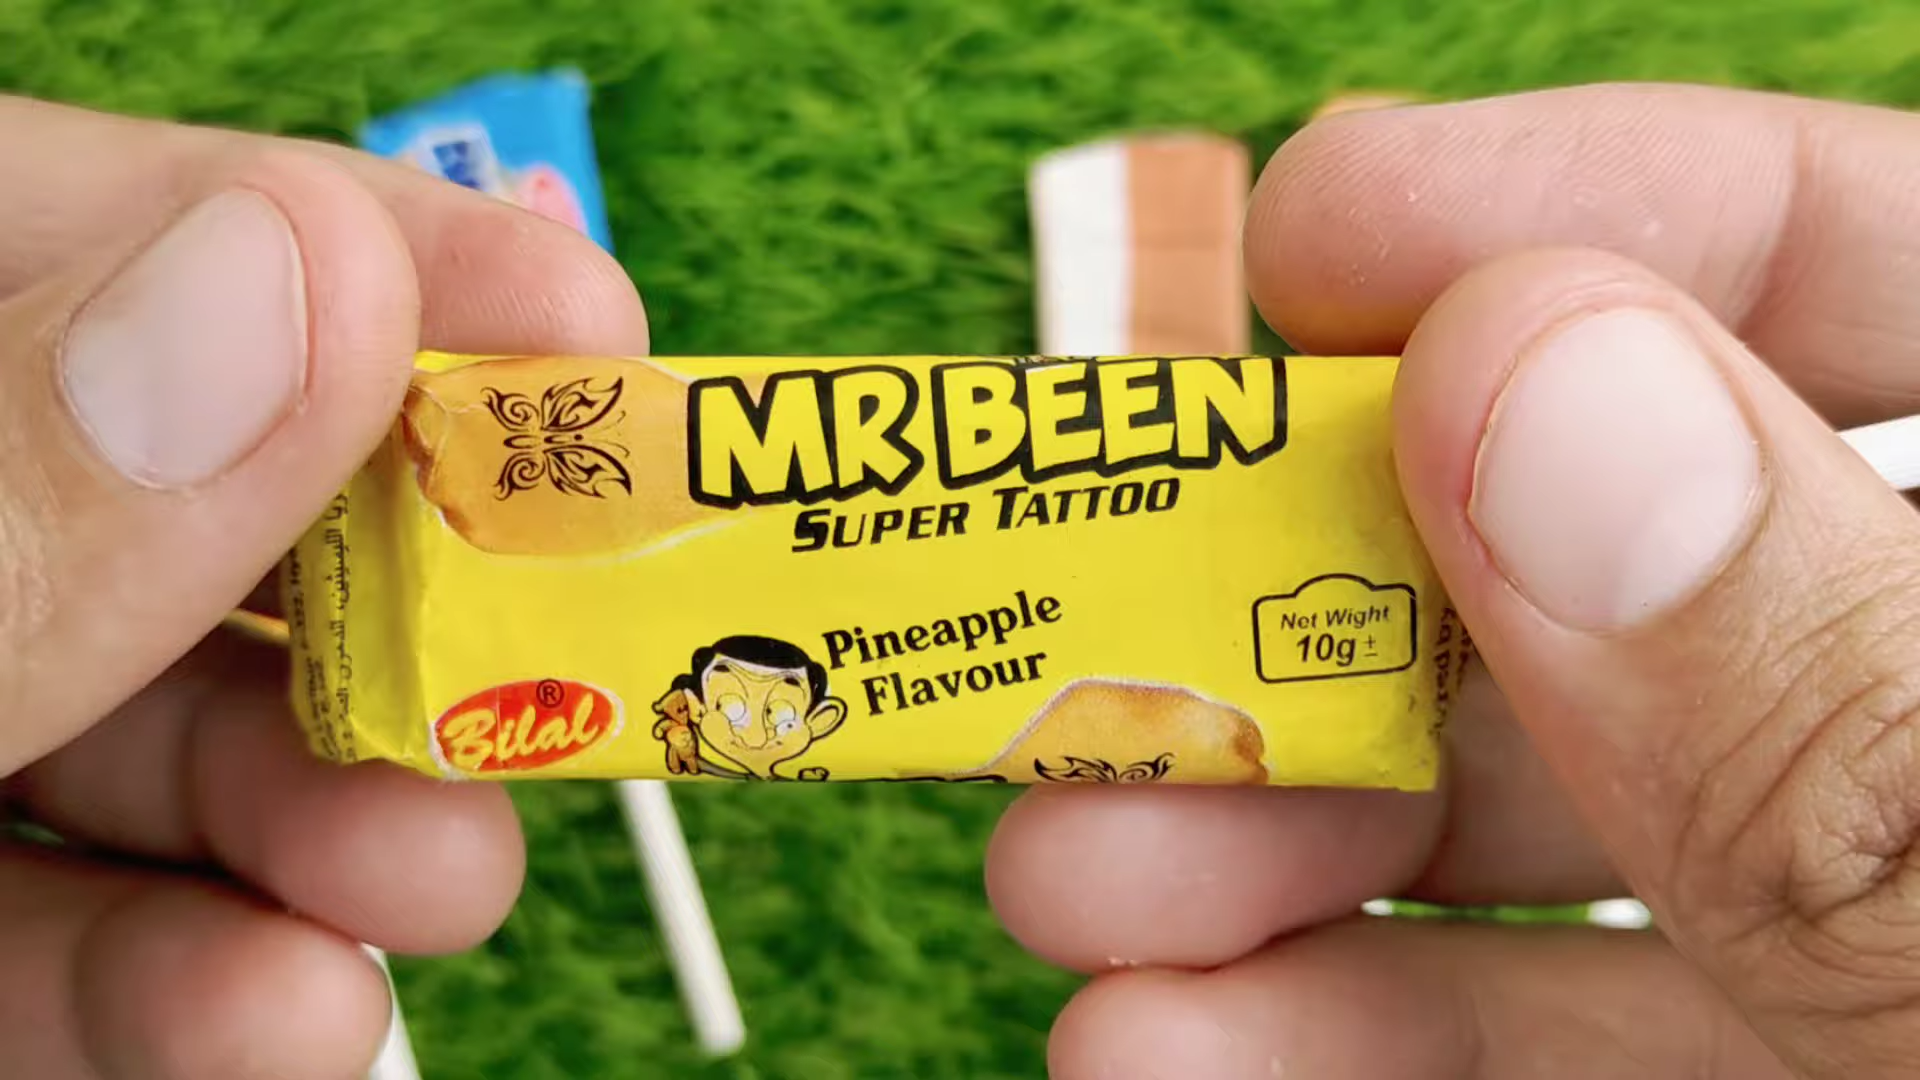 MR BEEN
SUPER TATTOO
Pineapple
Flavour
Net Wight
10g ±
Bilal ®